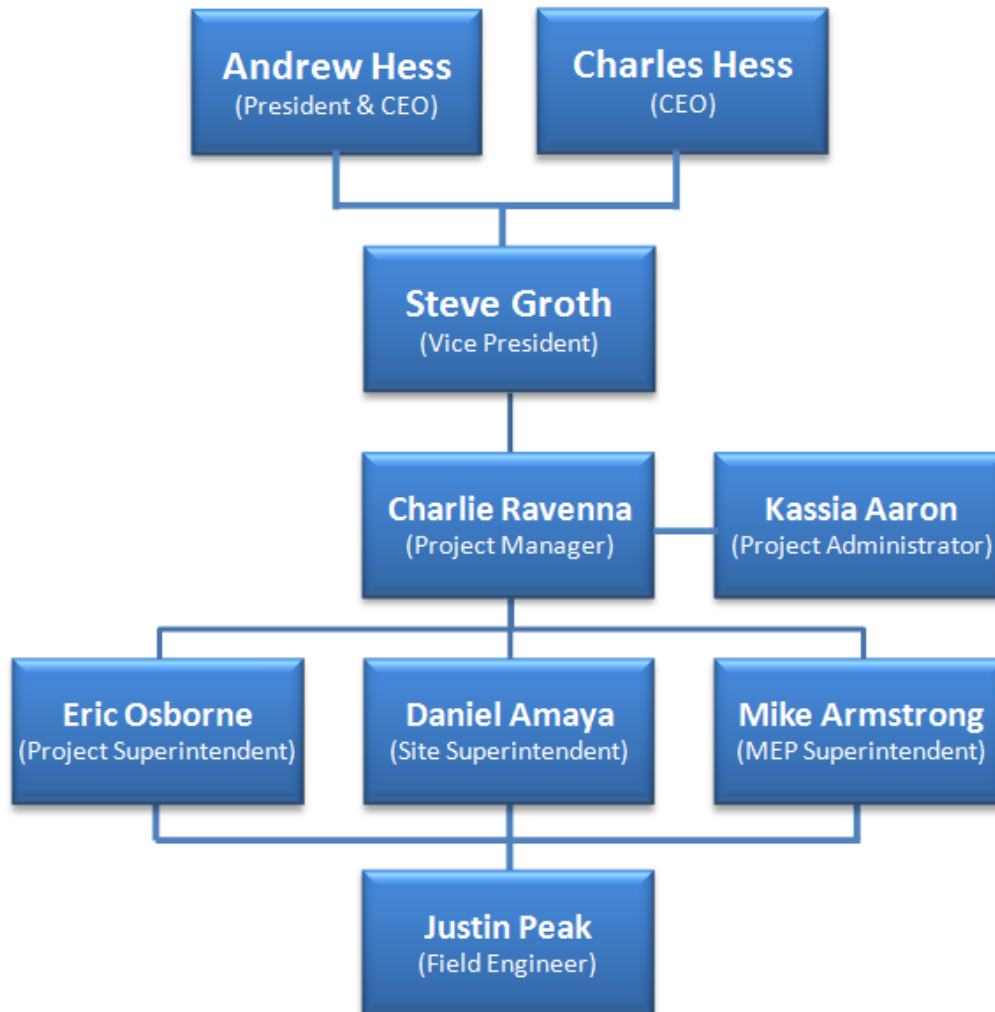 Andrew Hess
(President & CEO)
Charles Hess
(CEO)
Steve Groth
(Vice President)
Charlie Ravenna
(Project Manager)
Kassia Aaron
(Project Administrator)
Eric Osborne
(Project Superintendent)
Daniel Amaya
(Site Superintendent)
Mike Armstrong
(MEP Superintendent)
Justin Peak
(Field Engineer)